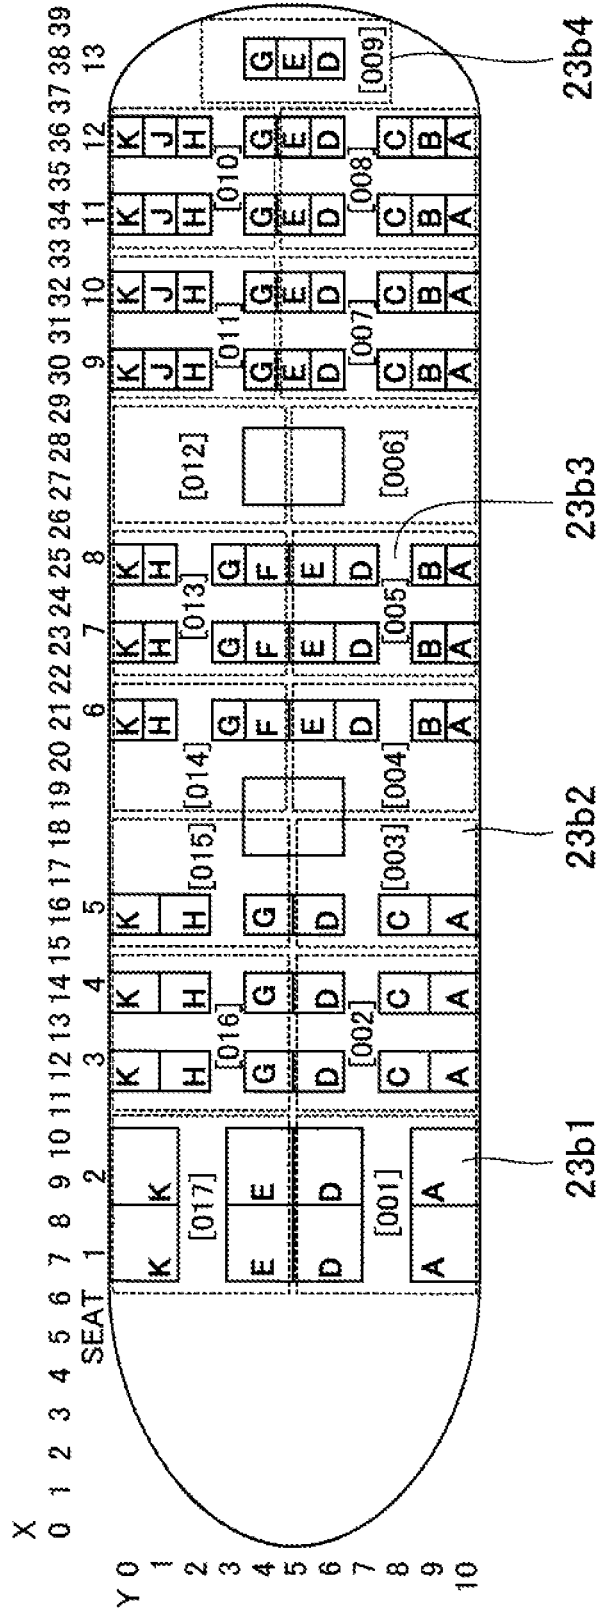 X
0 1 2 3 4 5 6 7 8 9 10 11 12 13 14 15 16 17 18 19 20 21 22 23 24 25 26 27 28 29 30 31 32 33 34 35 36 37 38 39
SEAT 1 2 3 4 5 6 7 8 9 10 11 12 13
Y 0 K K K K K K K K K K
1 K K H H H J J J J
2 [017] H H H [015] [014] [013] [012] H H H H
3 [016] G G G [011] [010]
4 E E G G G F F F G G G G G
5 E E E E E E E E
6 D D D D D D D D D D
7 [002] D D D [007] [008] [009]
8 [001] C C C [003] [004] [005] [006] C C C C
9 A A B B B B B B B
10 A A A A A A A A A A
23b1 23b2 23b3 23b4